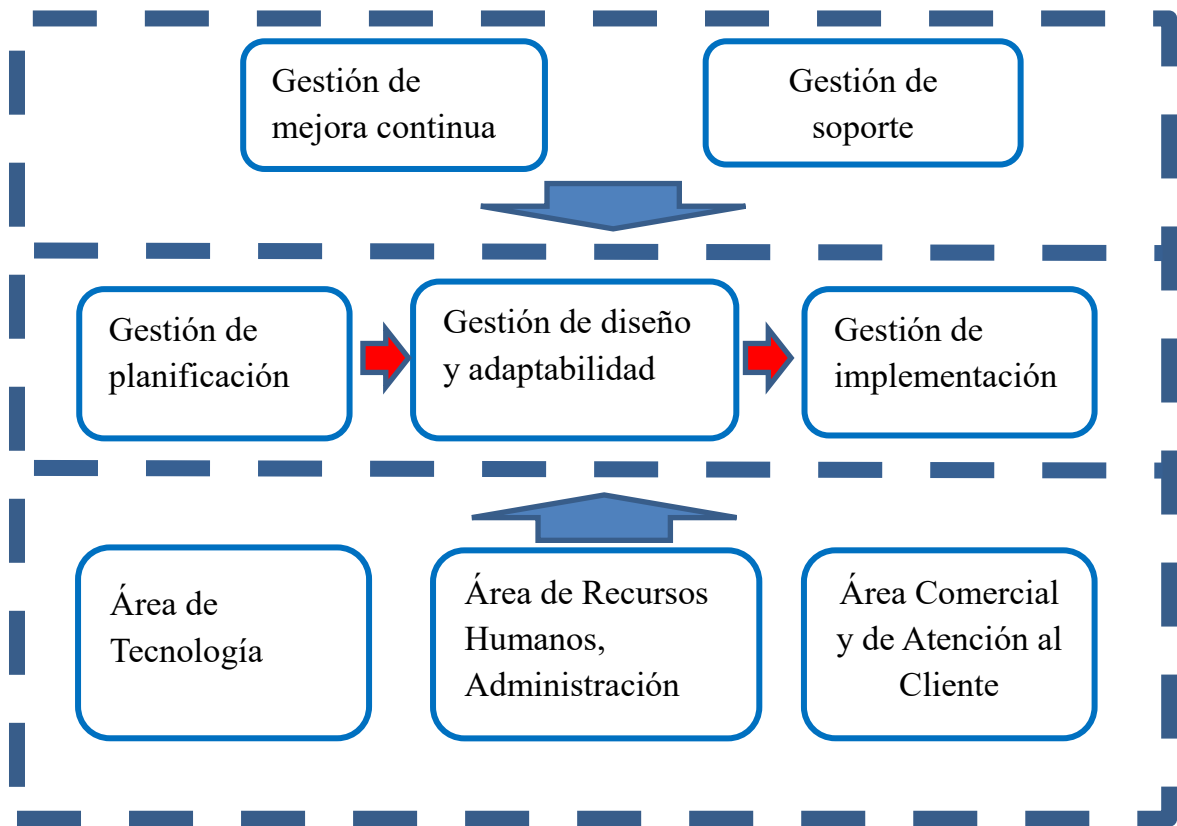 Gestión de
mejora continua
Gestión de
soporte
Gestión de
planificación
Gestión de diseño
y adaptabilidad
Gestión de
implementación
Área de
Tecnología
Área de Recursos
Humanos,
Administración
Área Comercial
y de Atención al
Cliente